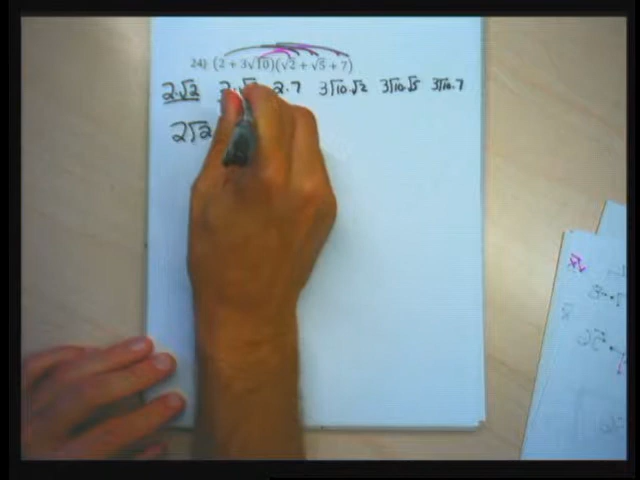 24) (2 + 3√10)(√2 + √5 + 7)
2·√2 2·√ 2·7 3√10·√2 3√10·√5 3√10·7
2√2